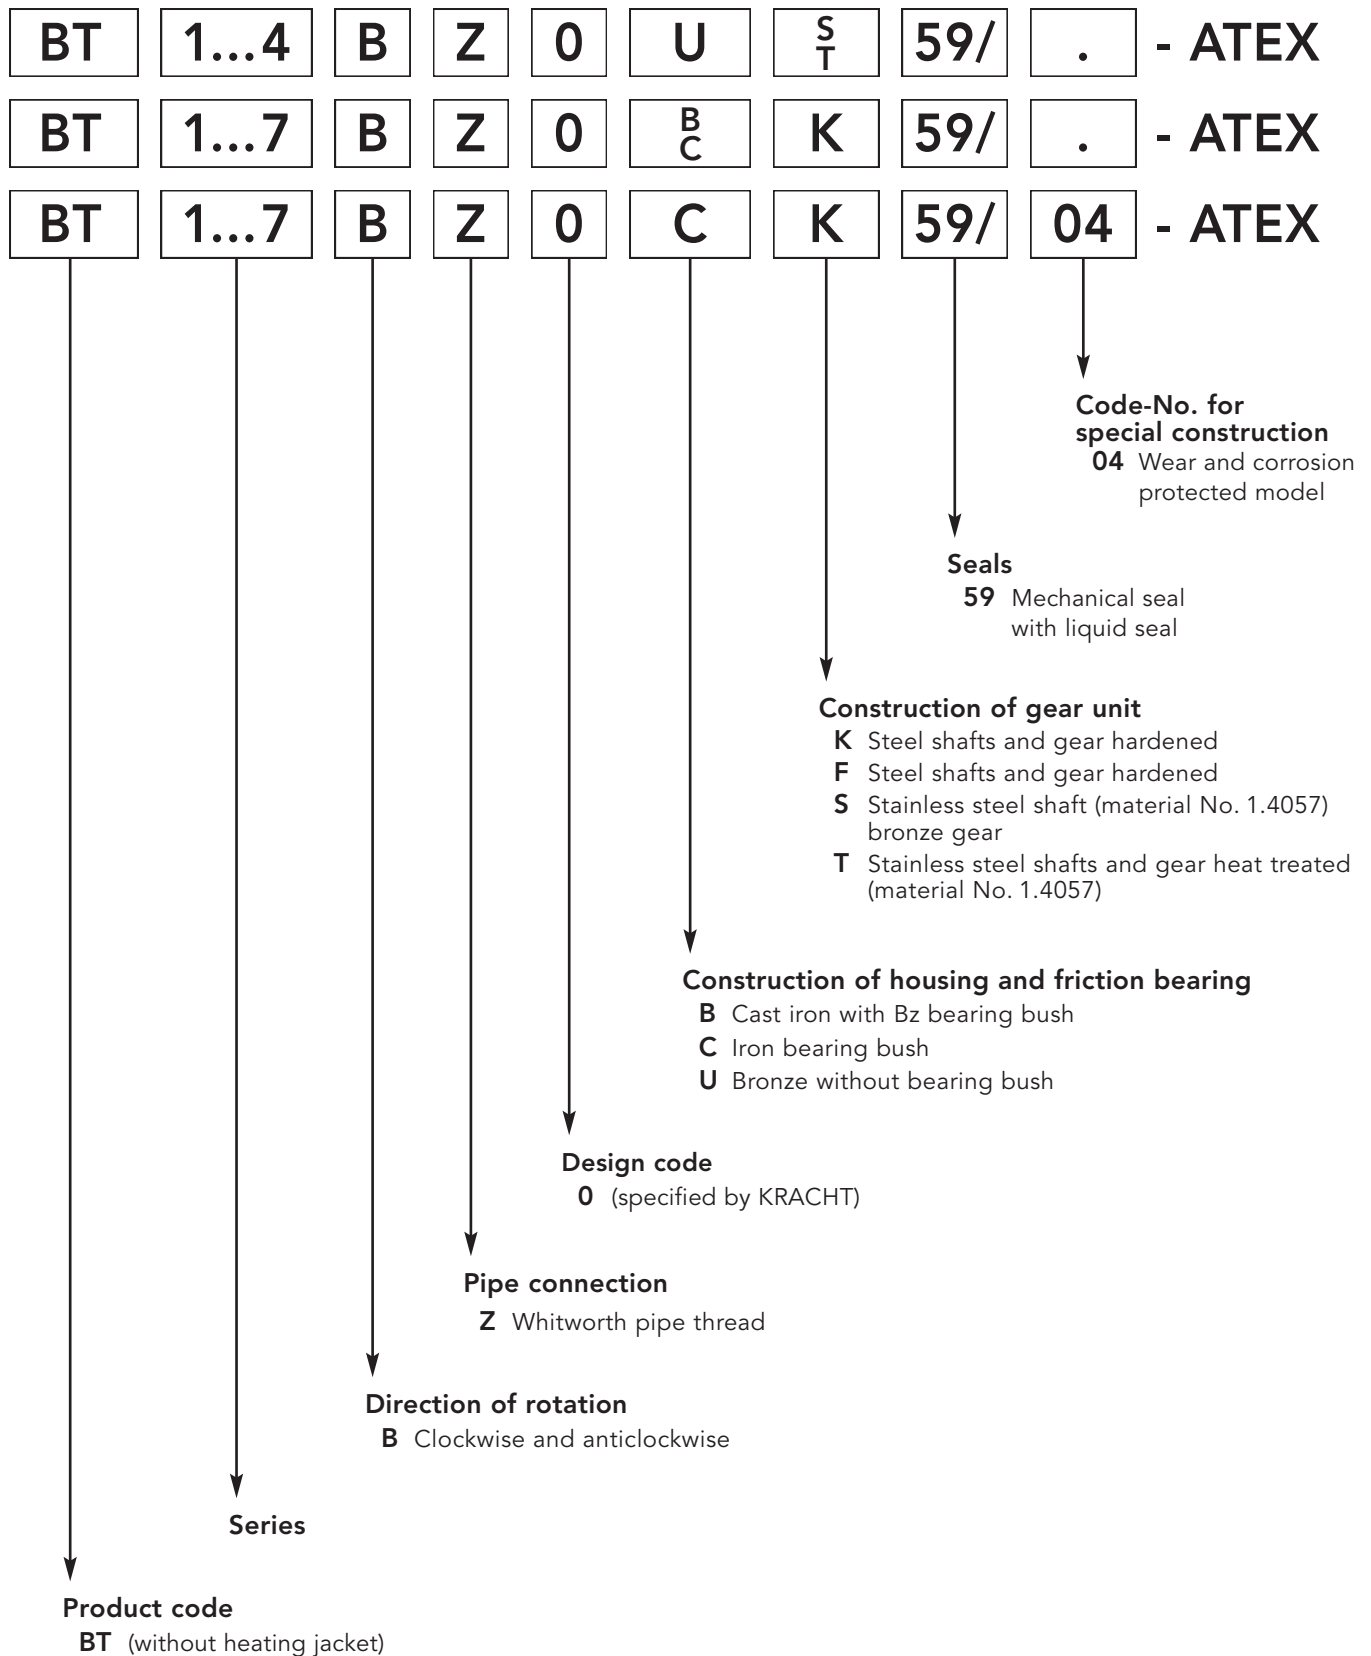 BT 1...4 B Z 0 U S T 59/ . - ATEX
BT 1...7 B Z 0 B C K 59/ . - ATEX
BT 1...7 B Z 0 C K 59/ 04 - ATEX
Code-No. for
special construction
04 Wear and corrosion
protected model
Seals
59 Mechanical seal
with liquid seal
Construction of gear unit
K Steel shafts and gear hardened
F Steel shafts and gear hardened
S Stainless steel shaft (material No. 1.4057)
bronze gear
T Stainless steel shafts and gear heat treated
(material No. 1.4057)
Construction of housing and friction bearing
B Cast iron with Bz bearing bush
C Iron bearing bush
U Bronze without bearing bush
Design code
0 (specified by KRACHT)
Pipe connection
Z Whitworth pipe thread
Direction of rotation
B Clockwise and anticlockwise
Series
Product code
BT (without heating jacket)